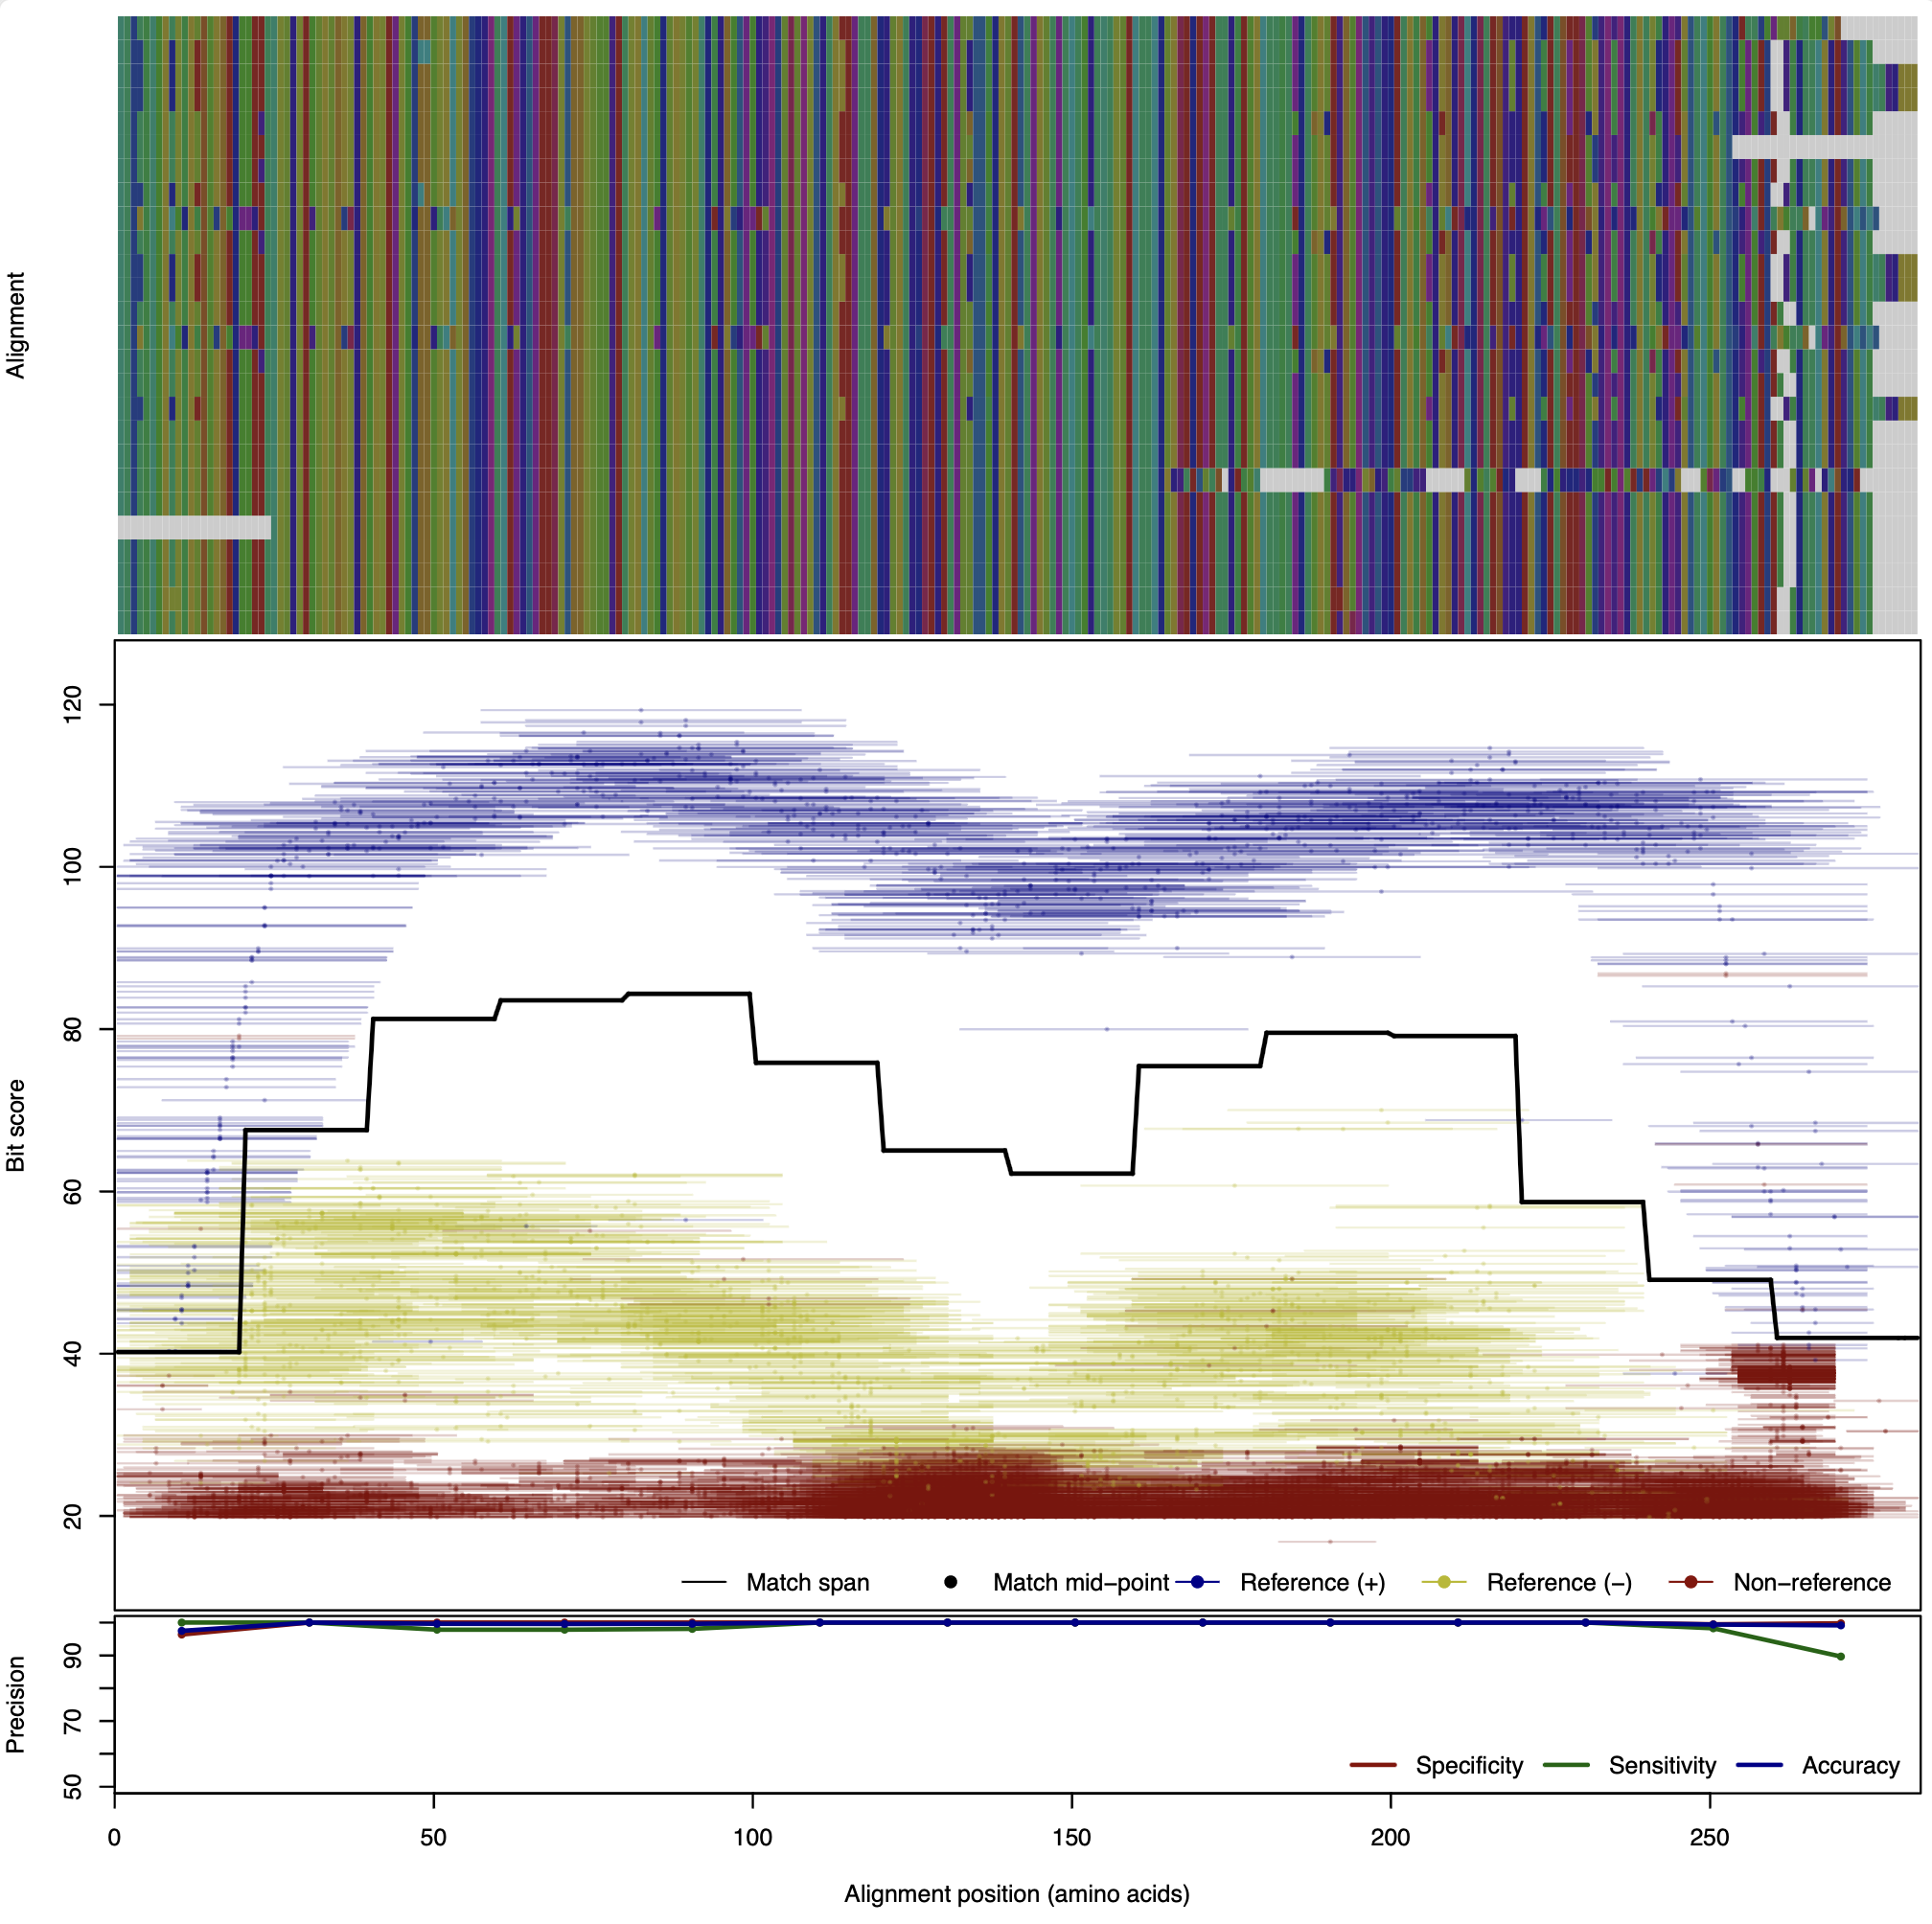 Alignment
120
100
80
60
40
20
Bit score
Match span Match mid−point Reference (+) Reference (−) Non−reference
90
70
50
Precision
Specificity Sensitivity Accuracy
0 50 100 150 200 250
Alignment position (amino acids)